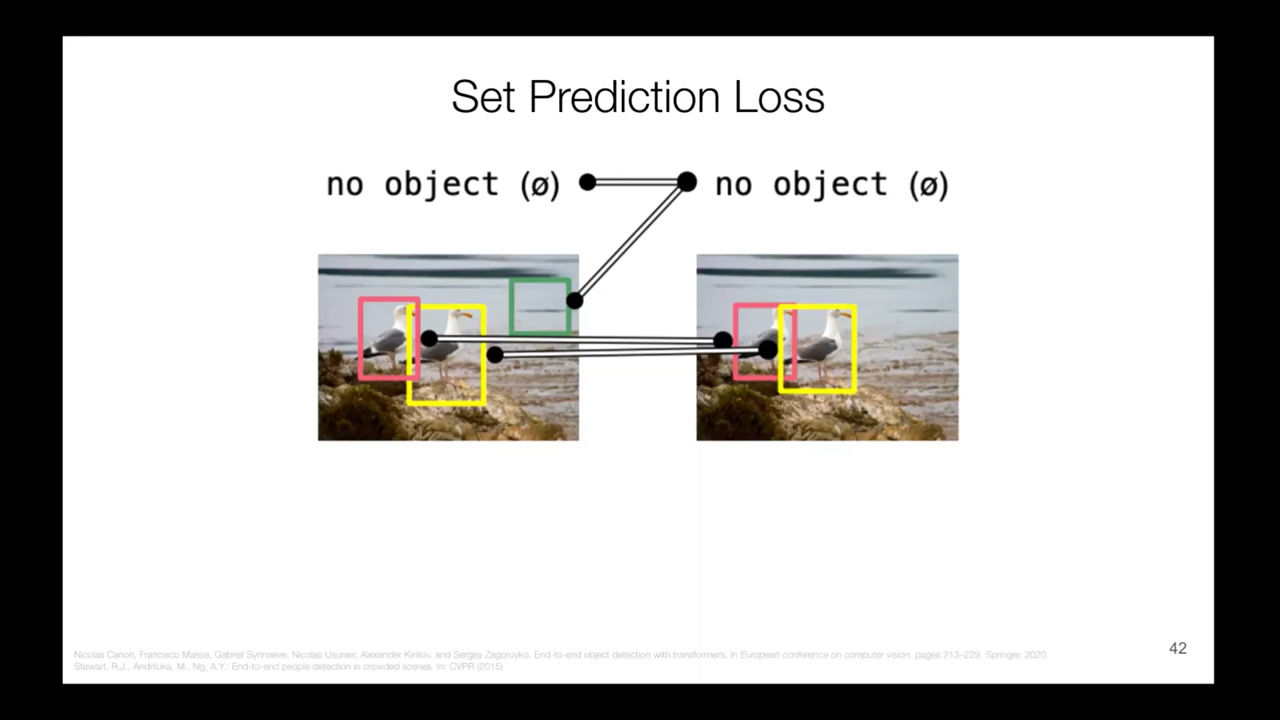 Set Prediction Loss
no object (ø) no object (ø)
Nicolas Carion, Francisco Massa, Gabriel Synnaeve, Nicolas Usunier, Alexander Kirillov, and Sergey Zagoruyko. End-to-end object detection with transformers. In European conference on computer vision, pages 213–229. Springer, 2020.
Stewart, R.J., Andriluka, M., Ng, A.Y.: End-to-end people detection in crowded scenes. In: CVPR (2015)
42